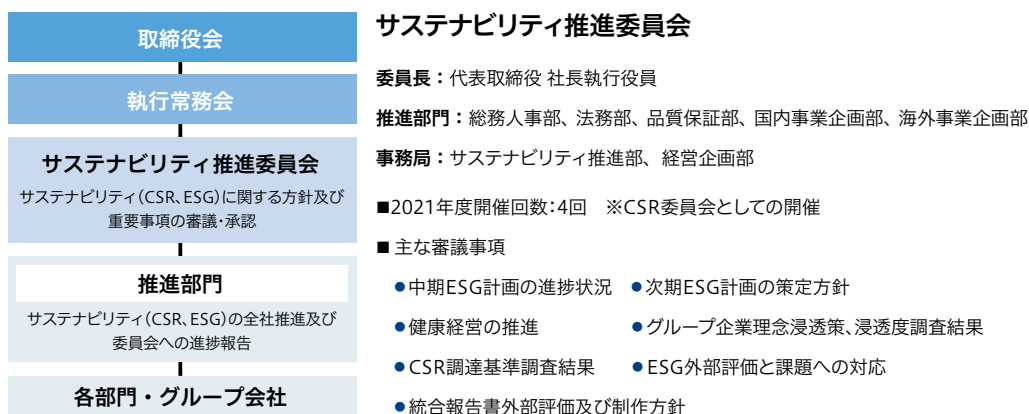 取締役会
執行常務会
サステナビリティ推進委員会
サステナビリティ(CSR、ESG)に関する方針及び
重要事項の審議・承認
推進部門
サステナビリティ(CSR、ESG)の全社推進及び
委員会への進捗報告
各部門・グループ会社
サステナビリティ推進委員会
委員長：代表取締役 社長執行役員
推進部門：総務人事部、法務部、品質保証部、国内事業企画部、海外事業企画部
事務局：サステナビリティ推進部、経営企画部
■2021年度開催回数：4回　※CSR委員会としての開催
■ 主な審議事項
●中期ESG計画の進捗状況　●次期ESG計画の策定方針
●健康経営の推進　●グループ企業理念浸透策、浸透度調査結果
●CSR調達基準調査結果　●ESG外部評価と課題への対応
●統合報告書外部評価及び制作方針